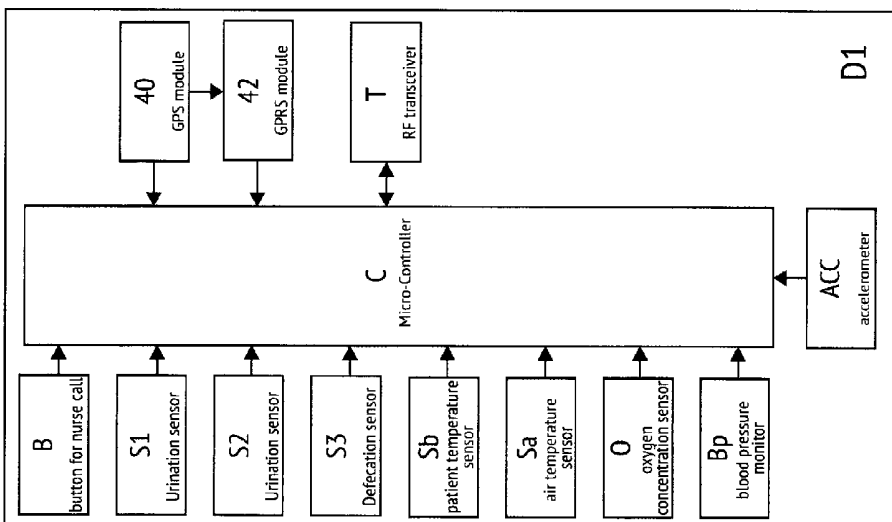 B
button for nurse call
S1
Urination sensor
S2
Urination sensor
S3
Defecation sensor
Sb
patient temperature
sensor
Sa
air temperature
sensor
O
oxygen
concentration sensor
Bp
blood pressure
monitor
C
Micro-Controller
ACC
accelerometer
40
GPS module
42
GPRS module
T
RF transceiver
D1